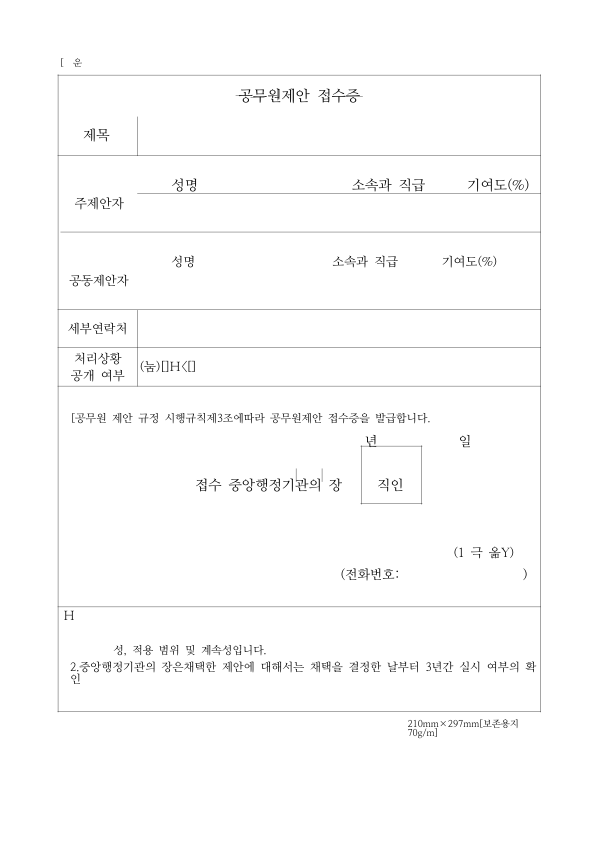 [ 운
공무원제안 접수증
제목
성명 소속과 직급 기여도(%)
주제안자
성명 소속과 직급 기여도(%)
공동제안자
세부연락처
처리상황
공개 여부
(눔)[]H<[]
[공무원 제안 규정 시행규칙제3조에따라 공무원제안 접수증을 발급합니다.
년 일
접수 중앙행정기관의 장 직인
(1 극 옮Y)
(전화번호: )
H
성, 적용 범위 및 계속성입니다.
2.중앙행정기관의 장은채택한 제안에 대해서는 채택을 결정한 날부터 3년간 실시 여부의 확
인
210mm×297mm[보존용지
70g/m]